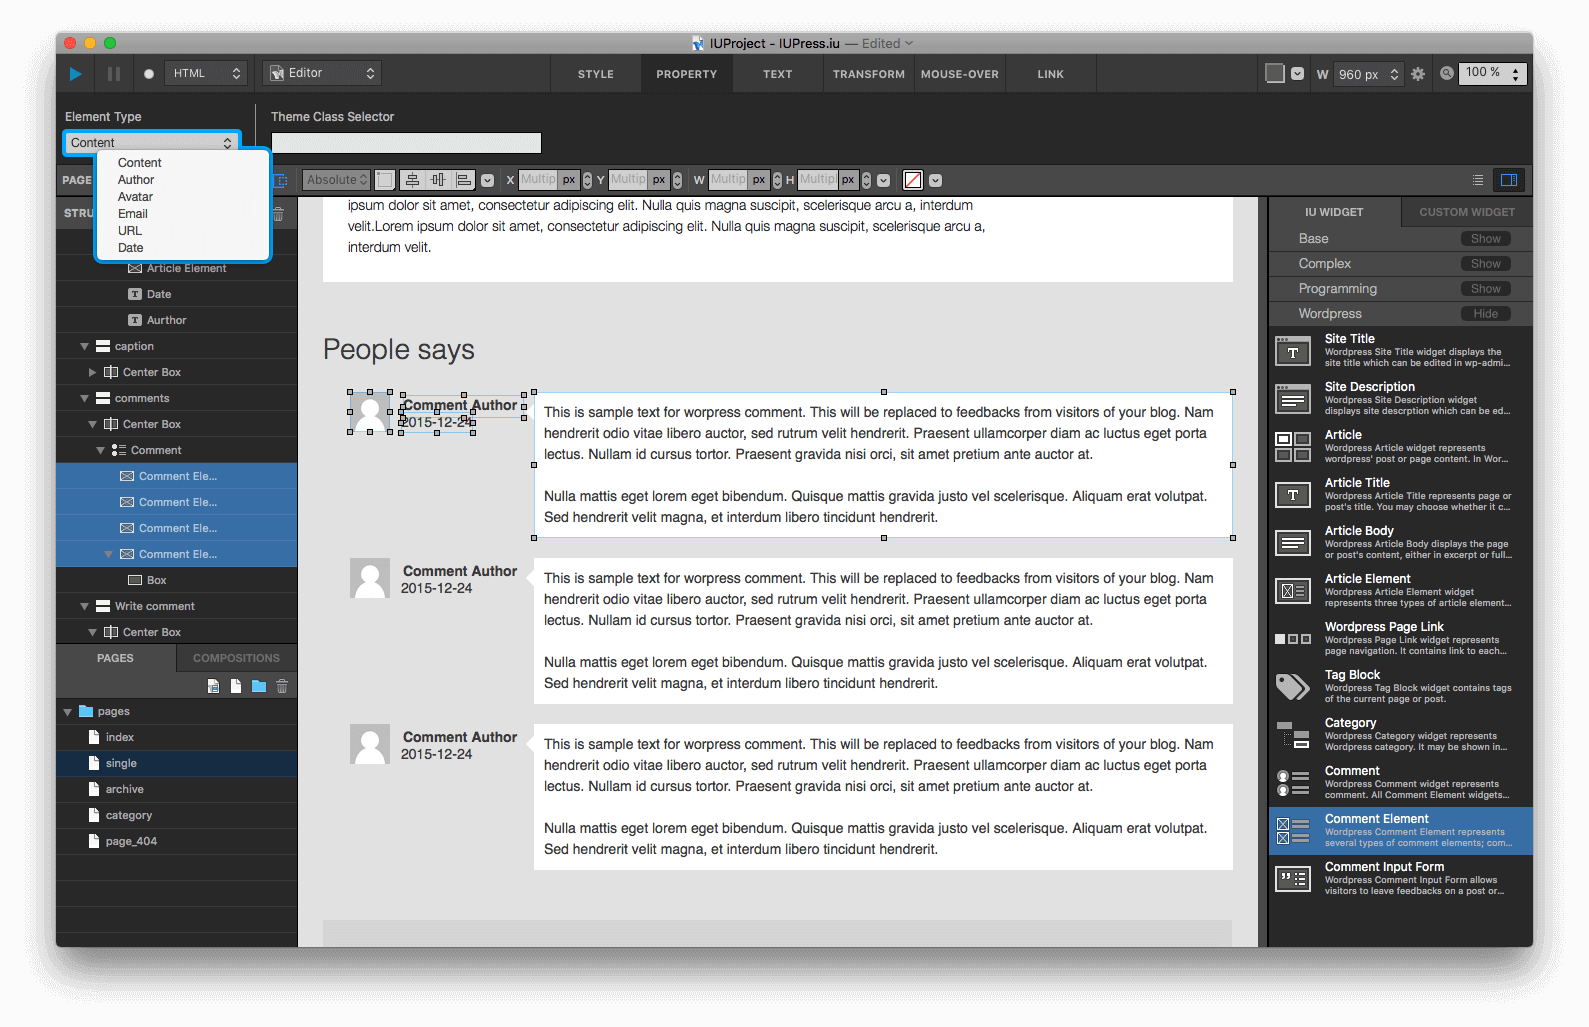 IUProject - IUPress.iu — Edited
HTML
Editor
STYLE
PROPERTY
TEXT
TRANSFORM
MOUSE-OVER
LINK
W
960 px
100 %
Element Type
Theme Class Selector
Content
Content
Author
Avatar
Email
URL
Date
PAGE
Absolute
X
Multip
px
Y
Multip
px
W
Multip
px
H
Multipl
px
STRU
Article Element
Date
Aurthor
caption
Center Box
comments
Center Box
Comment
Comment Ele...
Comment Ele...
Comment Ele...
Comment Ele...
Box
Write comment
Center Box
PAGES
COMPOSITIONS
pages
index
single
archive
category
page_404
ipsum dolor sit amet, consectetur adipiscing elit. Nulla quis magna suscipit, scelerisque arcu a, interdum
velit.Lorem ipsum dolor sit amet, consectetur adipiscing elit. Nulla quis magna suscipit, scelerisque arcu a,
interdum velit.
People says
Comment Author
2015-12-24
This is sample text for worpress comment. This will be replaced to feedbacks from visitors of your blog. Nam
hendrerit odio vitae libero auctor, sed rutrum velit hendrerit. Praesent ullamcorper diam ac luctus eget porta
lectus. Nullam id cursus tortor. Praesent gravida nisi orci, sit amet pretium ante auctor at.
Nulla mattis eget lorem eget bibendum. Quisque mattis gravida justo vel scelerisque. Aliquam erat volutpat.
Sed hendrerit velit magna, et interdum libero tincidunt hendrerit.
Comment Author
2015-12-24
This is sample text for worpress comment. This will be replaced to feedbacks from visitors of your blog. Nam
hendrerit odio vitae libero auctor, sed rutrum velit hendrerit. Praesent ullamcorper diam ac luctus eget porta
lectus. Nullam id cursus tortor. Praesent gravida nisi orci, sit amet pretium ante auctor at.
Nulla mattis eget lorem eget bibendum. Quisque mattis gravida justo vel scelerisque. Aliquam erat volutpat.
Sed hendrerit velit magna, et interdum libero tincidunt hendrerit.
Comment Author
2015-12-24
This is sample text for worpress comment. This will be replaced to feedbacks from visitors of your blog. Nam
hendrerit odio vitae libero auctor, sed rutrum velit hendrerit. Praesent ullamcorper diam ac luctus eget porta
lectus. Nullam id cursus tortor. Praesent gravida nisi orci, sit amet pretium ante auctor at.
Nulla mattis eget lorem eget bibendum. Quisque mattis gravida justo vel scelerisque. Aliquam erat volutpat.
Sed hendrerit velit magna, et interdum libero tincidunt hendrerit.
IU WIDGET
CUSTOM WIDGET
Base
Show
Complex
Show
Programming
Show
Wordpress
Hide
Site Title
Wordpress Site Title widget displays the
site title which can be edited in wp-admi...
Site Description
Wordpress Site Description widget
displays site descrption which can be ed...
Article
Wordpress Article widget represents
wordpress' post or page content. In Wor...
Article Title
Wordpress Article Title represents page or
post's title. You may choose whether it c...
Article Body
Wordpress Article Body displays the page
or post's content, either in excerpt or full...
Article Element
Wordpress Article Element widget
represents three types of article element...
Wordpress Page Link
Wordpress Page Link widget represents
page navigation. It contains link to each...
Tag Block
Wordpress Tag Block widget contains tags
of the current page or post.
Category
Wordpress Category widget represents
Wordpress category. It may be shown in...
Comment
Wordpress Comment widget represents
comment. All Comment Element widgets...
Comment Element
Wordpress Comment Element represents
several types of comment elements; com...
Comment Input Form
Wordpress Comment Input Form allows
visitors to leave feedbacks on a post or...